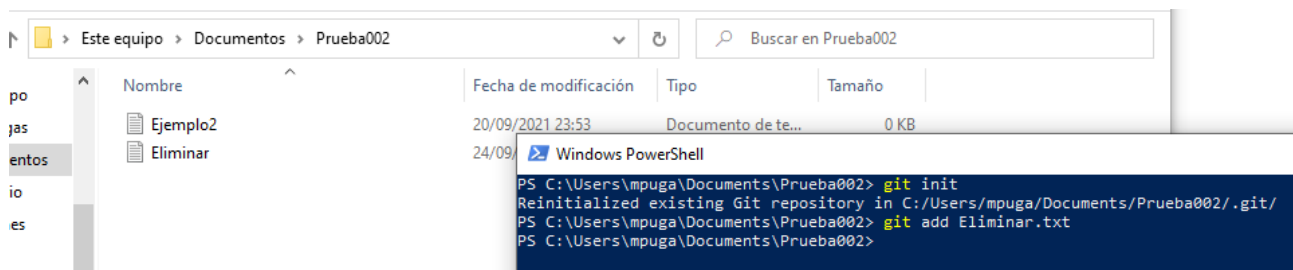 Este equipo > Documentos > Prueba002
Buscar en Prueba002
Nombre Fecha de modificación Tipo Tamaño
po
Ejemplo2 20/09/2021 23:53 Documento de te... 0 KB
entos Eliminar 24/09/
io
es
Windows PowerShell
PS C:\Users\mpuga\Documents\Prueba002> git init
Reinitialized existing Git repository in C:/Users/mpuga/Documents/Prueba002/.git/
PS C:\Users\mpuga\Documents\Prueba002> git add Eliminar.txt
PS C:\Users\mpuga\Documents\Prueba002>